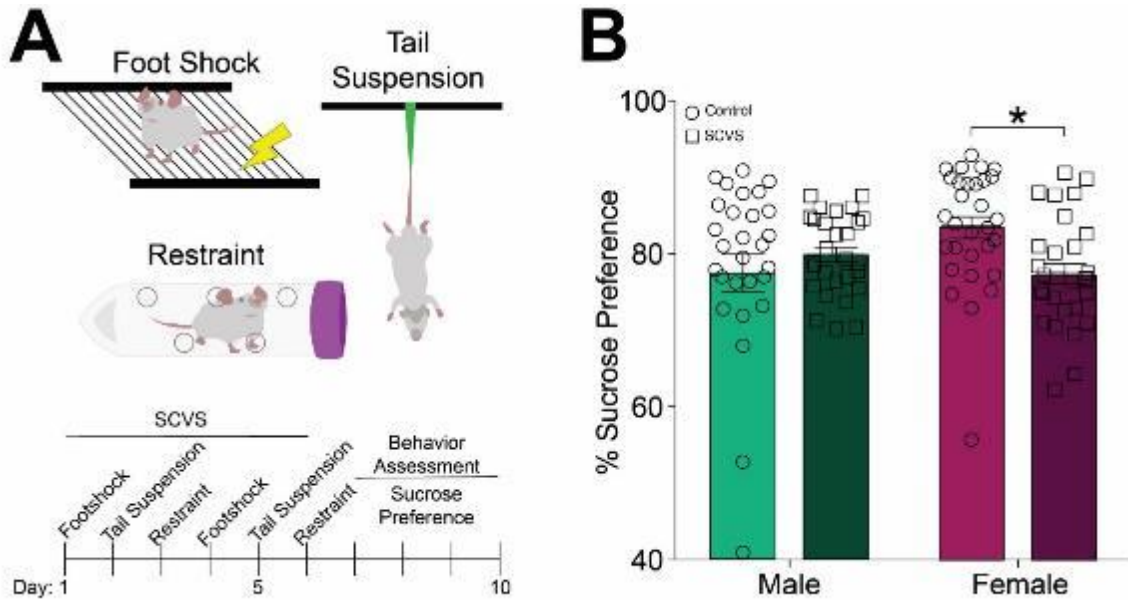 A
Foot Shock
Tail
Suspension
Restraint
SCVS
Footshock
Tail Suspension
Restraint
Footshock
Tail Suspension
Restraint
Behavior
Assessment
Sucrose
Preference
Day: 1
5
10
B
Control
SCVS
*
% Sucrose Preference
100
80
60
40
Male
Female